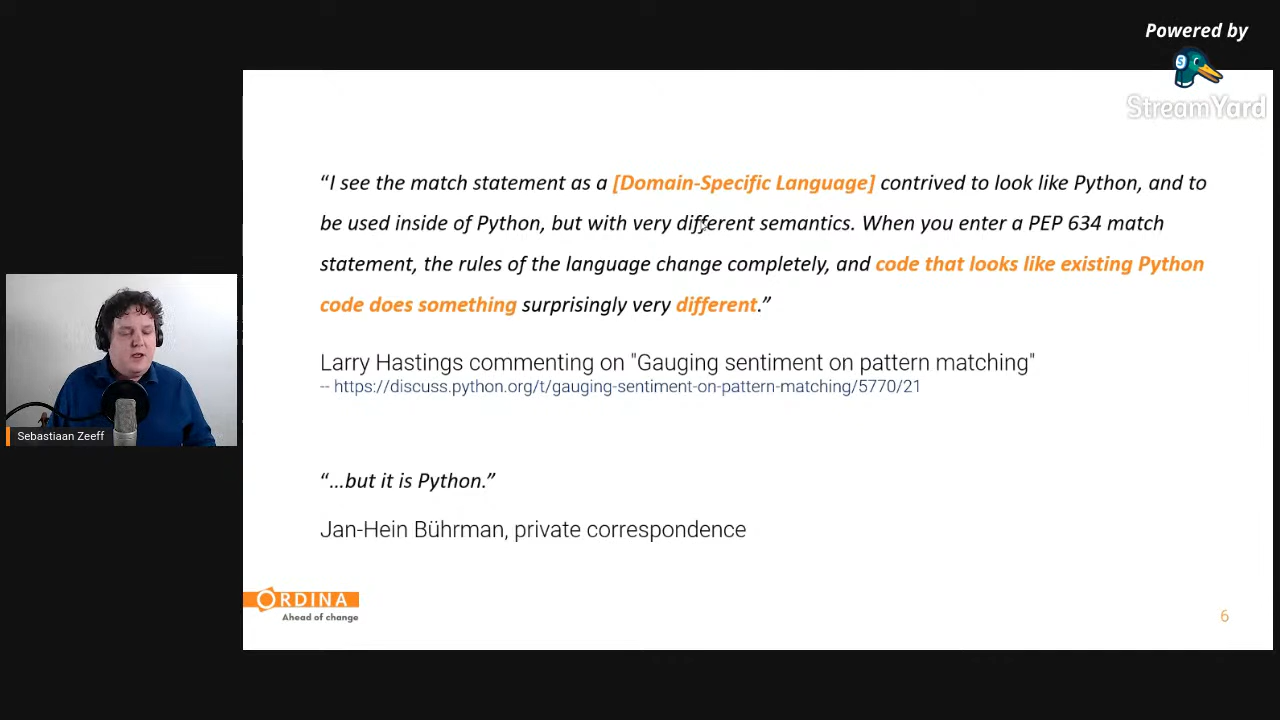 Powered by
StreamYard
“I see the match statement as a [Domain-Specific Language] contrived to look like Python, and to
be used inside of Python, but with very different semantics. When you enter a PEP 634 match
statement, the rules of the language change completely, and code that looks like existing Python
code does something surprisingly very different.”
Larry Hastings commenting on "Gauging sentiment on pattern matching"
-- https://discuss.python.org/t/gauging-sentiment-on-pattern-matching/5770/21
Sebastiaan Zeeff
“…but it is Python.”
Jan-Hein Bührman, private correspondence
ORDINA
Ahead of change
6